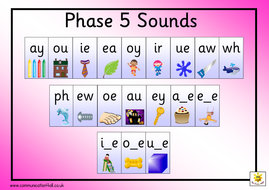 Phase 5 Sounds
ay ou ie ea oy ir ue aw wh
ph ew oe au ey a_e e_e
i_e o_e u_e
www.communication4all.co.uk